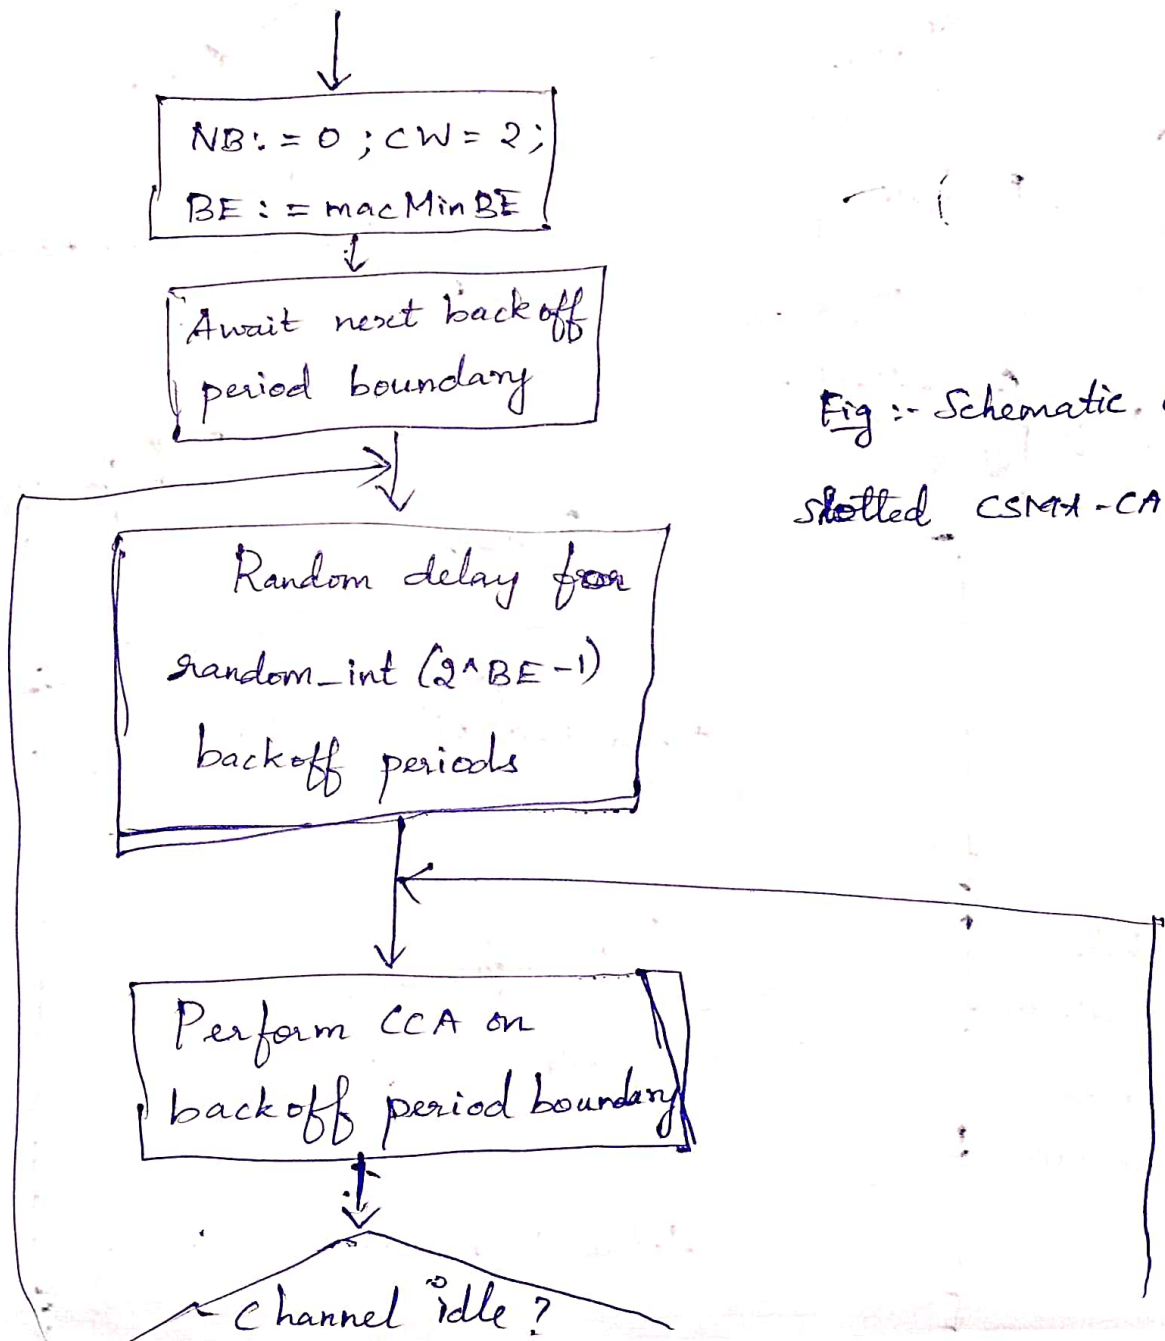 NB := 0 ; CW = 2;
BE := macMinBE
Await next backoff
period boundary
Fig :- Schematic
slotted CSMA-CA
Random delay for
random_int (2^BE-1)
backoff periods
Perform CCA on
backoff period boundary
Channel idle ?